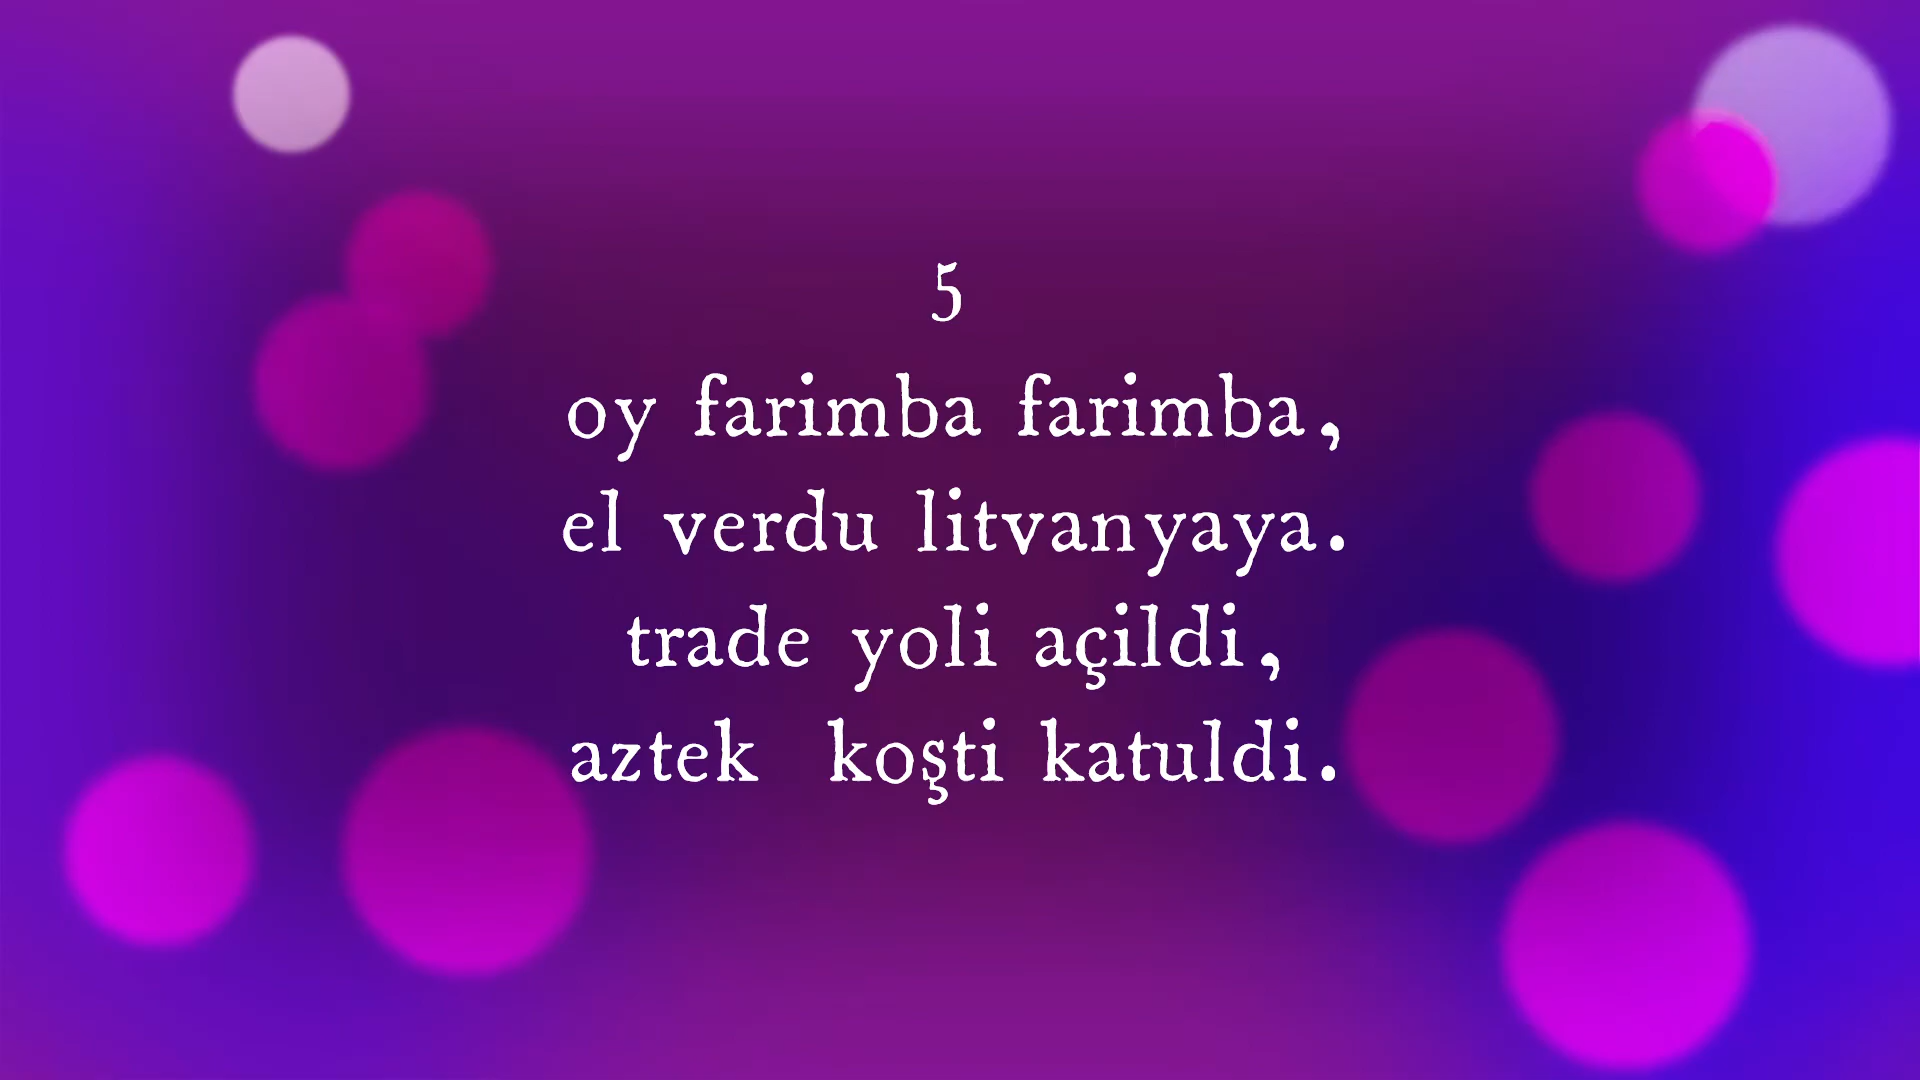 5
oy farimba farimba,
el verdu litvanyaya.
trade yoli açildi,
aztek koşti katuldi.